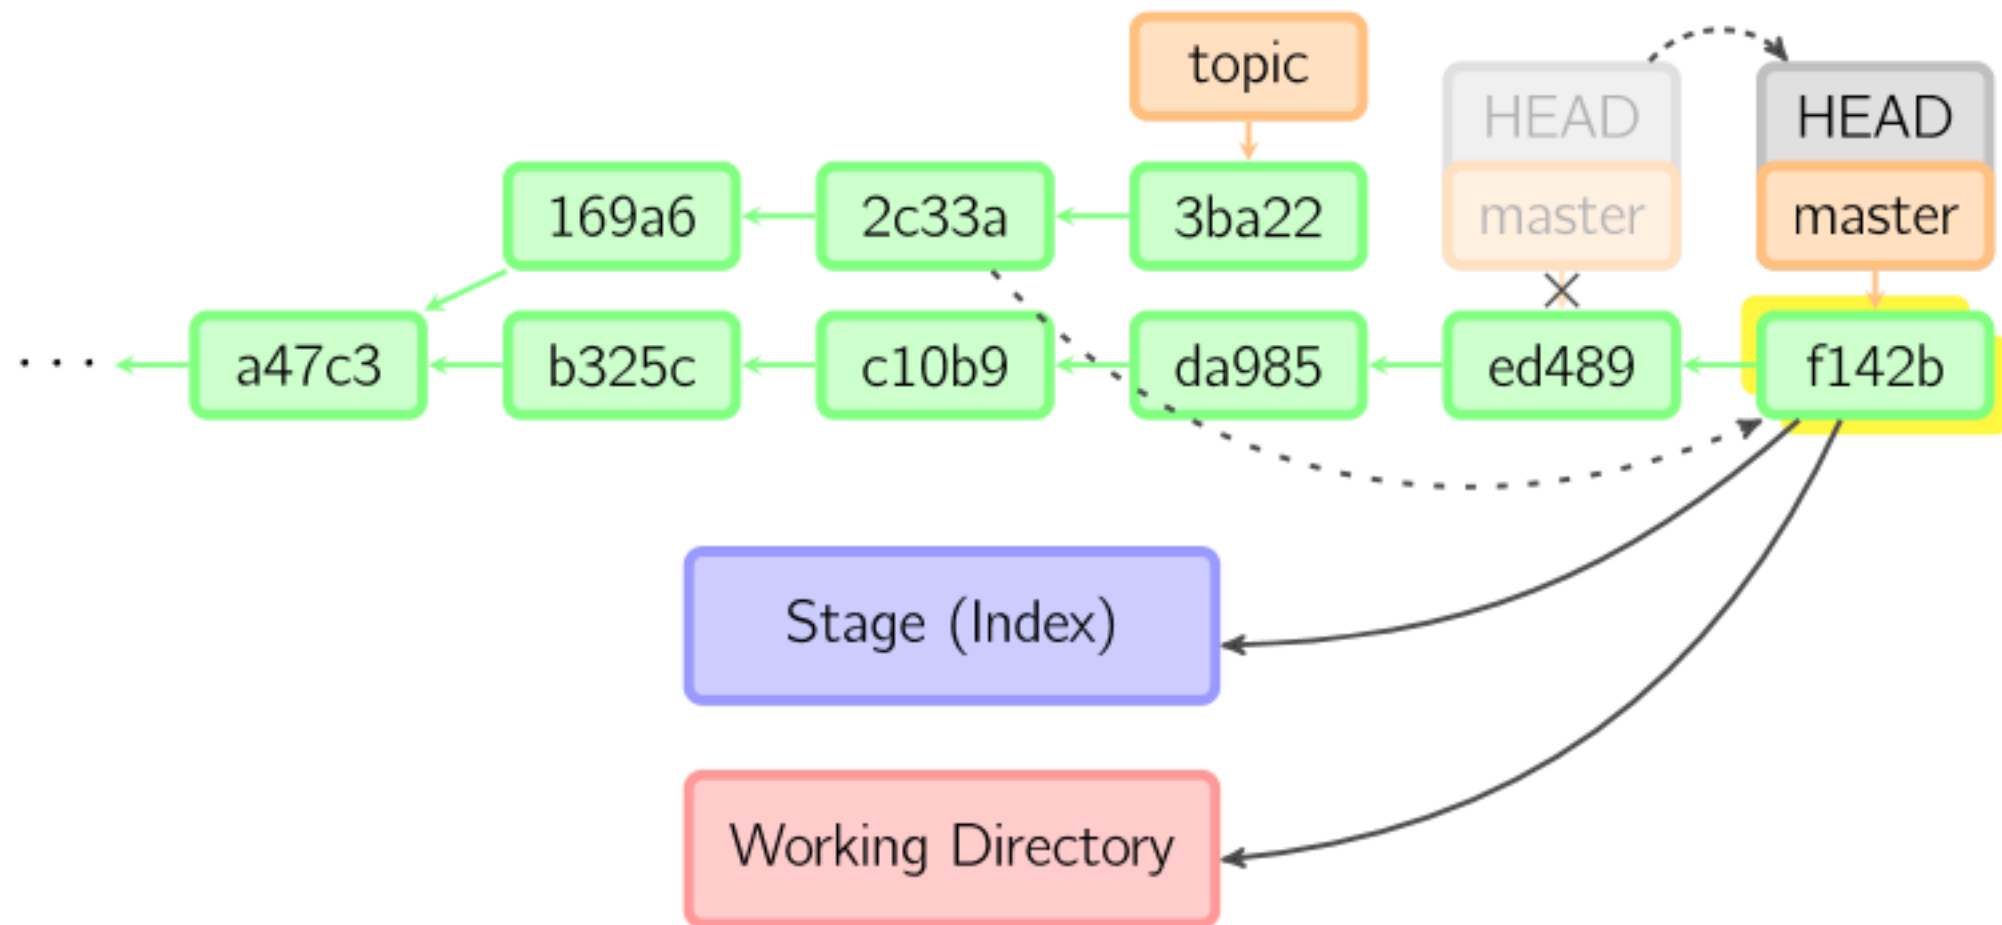 topic
HEAD
HEAD
169a6
2c33a
3ba22
master
master
...
a47c3
b325c
c10b9
da985
ed489
f142b
Stage (Index)
Working Directory